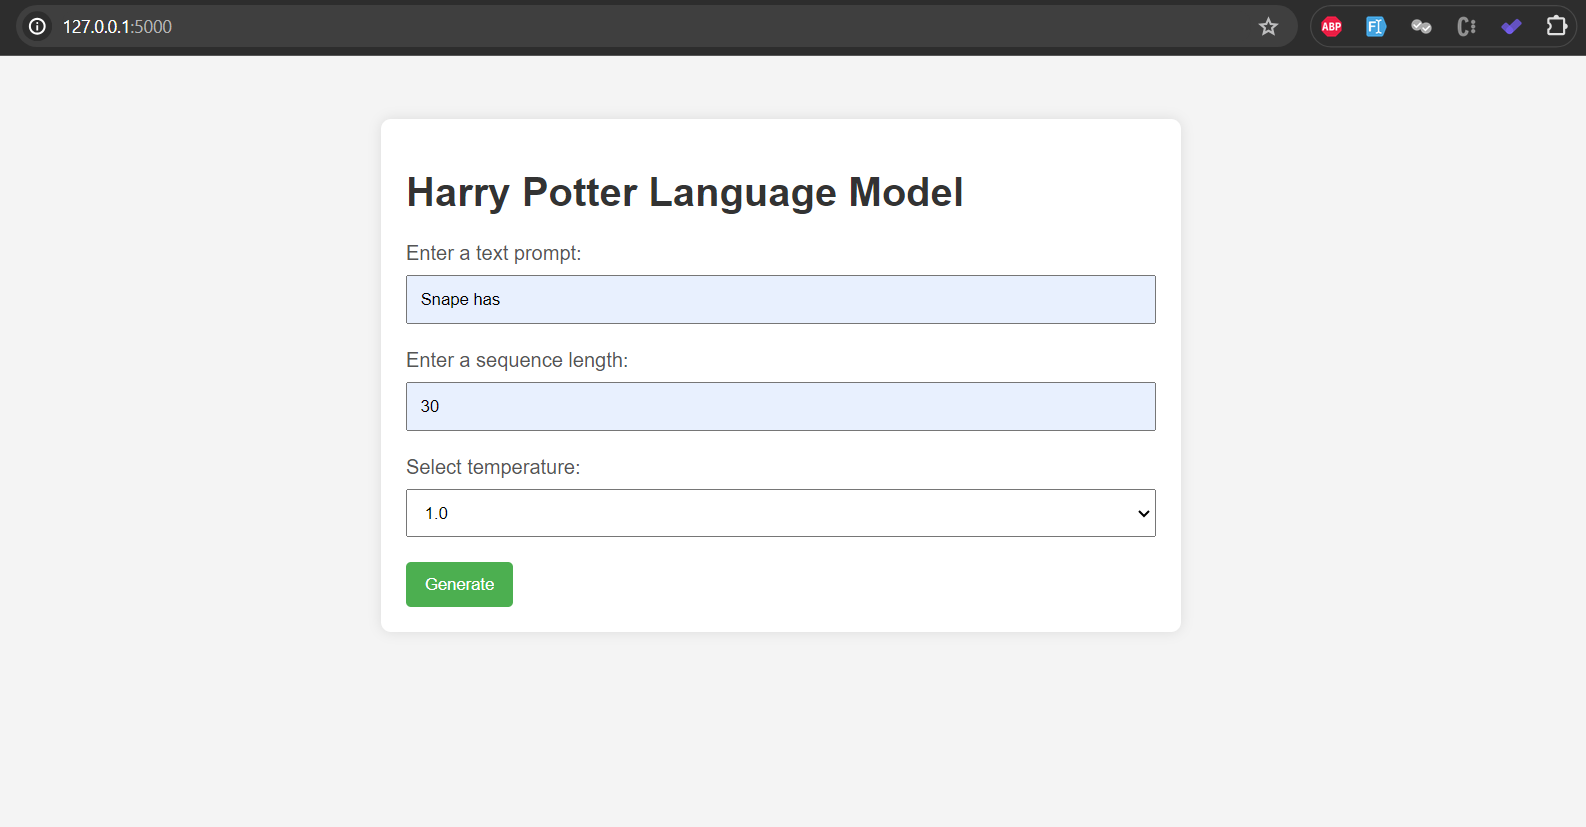 127.0.0.1:5000
ABP
Harry Potter Language Model
Enter a text prompt:
Snape has
Enter a sequence length:
30
Select temperature:
1.0
Generate